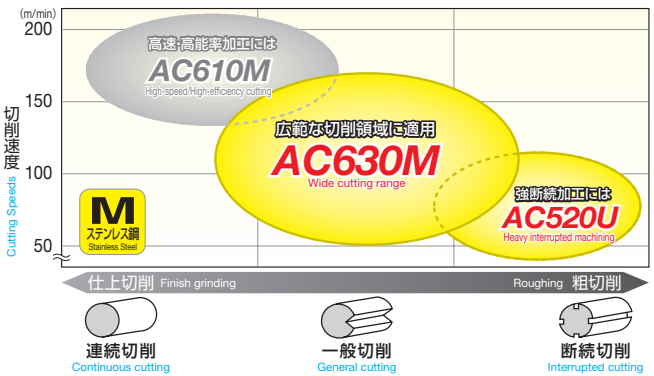 (m/min)
200
150
100
50
切削速度
Cutting Speeds
高速・高能率加工には
AC610M
High-speed/High-efficiency cutting
広範な切削領域に適用
AC630M
Wide cutting range
強断続加工には
AC520U
Heavy interrupted machining
M
ステンレス鋼
Stainless Steel
仕上切削 Finish grinding
Roughing 粗切削
連続切削
Continuous cutting
一般切削
General cutting
断続切削
Interrupted cutting